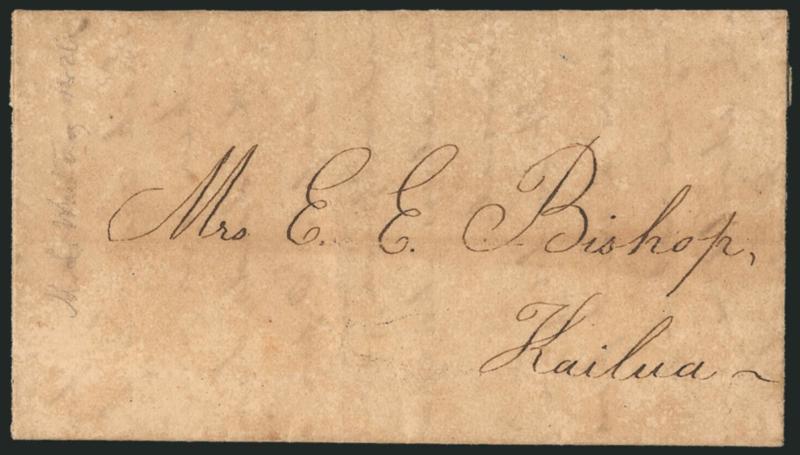 Mrs E. E. Bishop,
Kailua ~